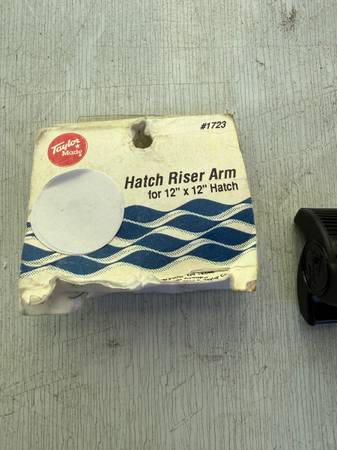 #1723
Taylor
Made
Hatch Riser Arm
for 12" x 12" Hatch